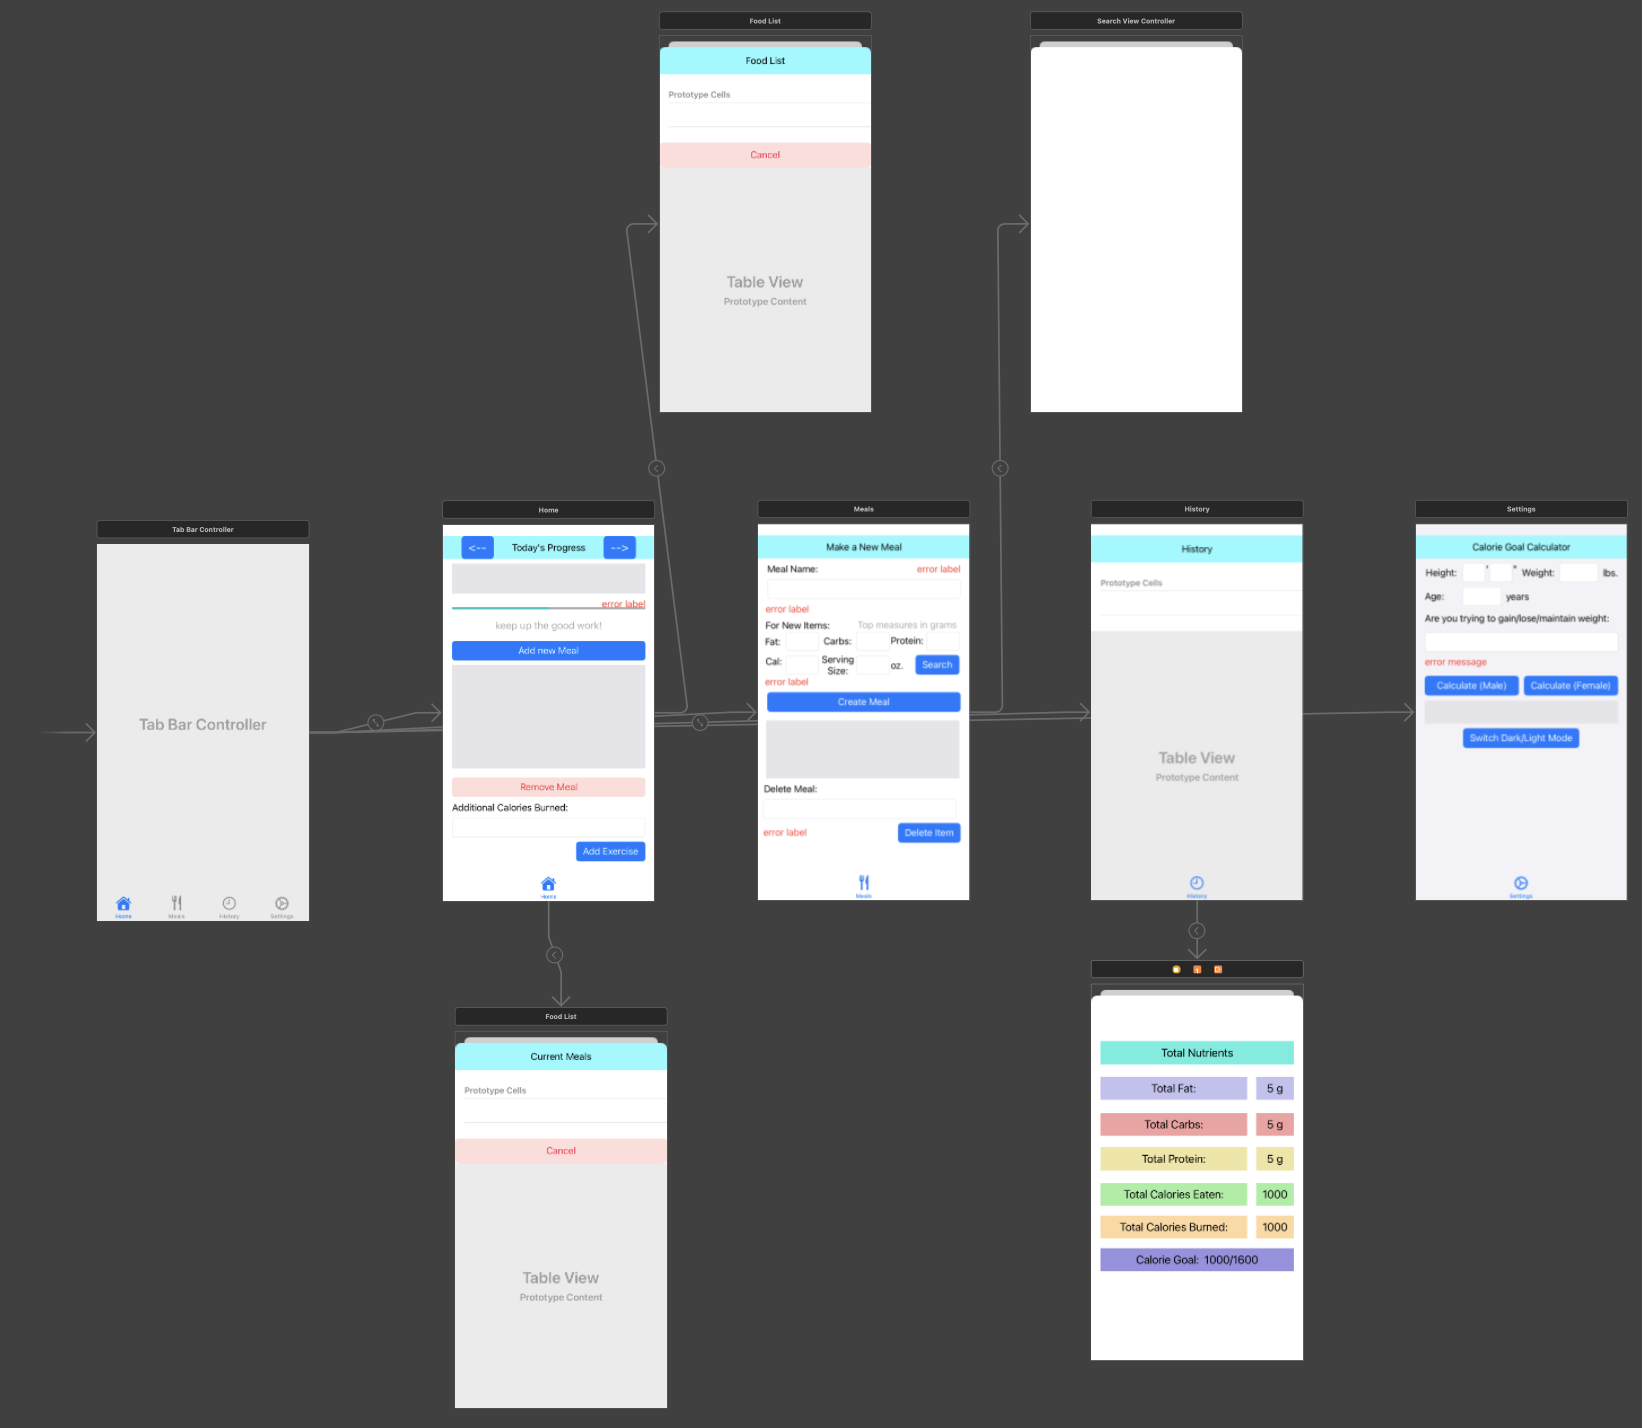 Food List
Food List
Prototype Cells
Cancel
Table View
Prototype Content
Search View Controller
Tab Bar Controller
Tab Bar Controller
Home Meals History Settings
Home
<-- Today's Progress -->
error label
keep up the good work!
Add new Meal
Remove Meal
Additional Calories Burned:
Add Exercise
Home
Meals
Make a New Meal
Meal Name: error label
error label
For New Items: Top measures in grams
Fat: Carbs: Protein:
Cal: Serving Size: oz. Search
error label
Create Meal
Delete Meal:
error label Delete Item
Meals
History
History
Prototype Cells
Table View
Prototype Content
History
Settings
Calorie Goal Calculator
Height: ' " Weight: lbs.
Age: years
Are you trying to gain/lose/maintain weight:
error message
Calculate (Male) Calculate (Female)
Switch Dark/Light Mode
Settings
Food List
Current Meals
Prototype Cells
Cancel
Table View
Prototype Content
Total Nutrients
Total Fat: 5 g
Total Carbs: 5 g
Total Protein: 5 g
Total Calories Eaten: 1000
Total Calories Burned: 1000
Calorie Goal: 1000/1600